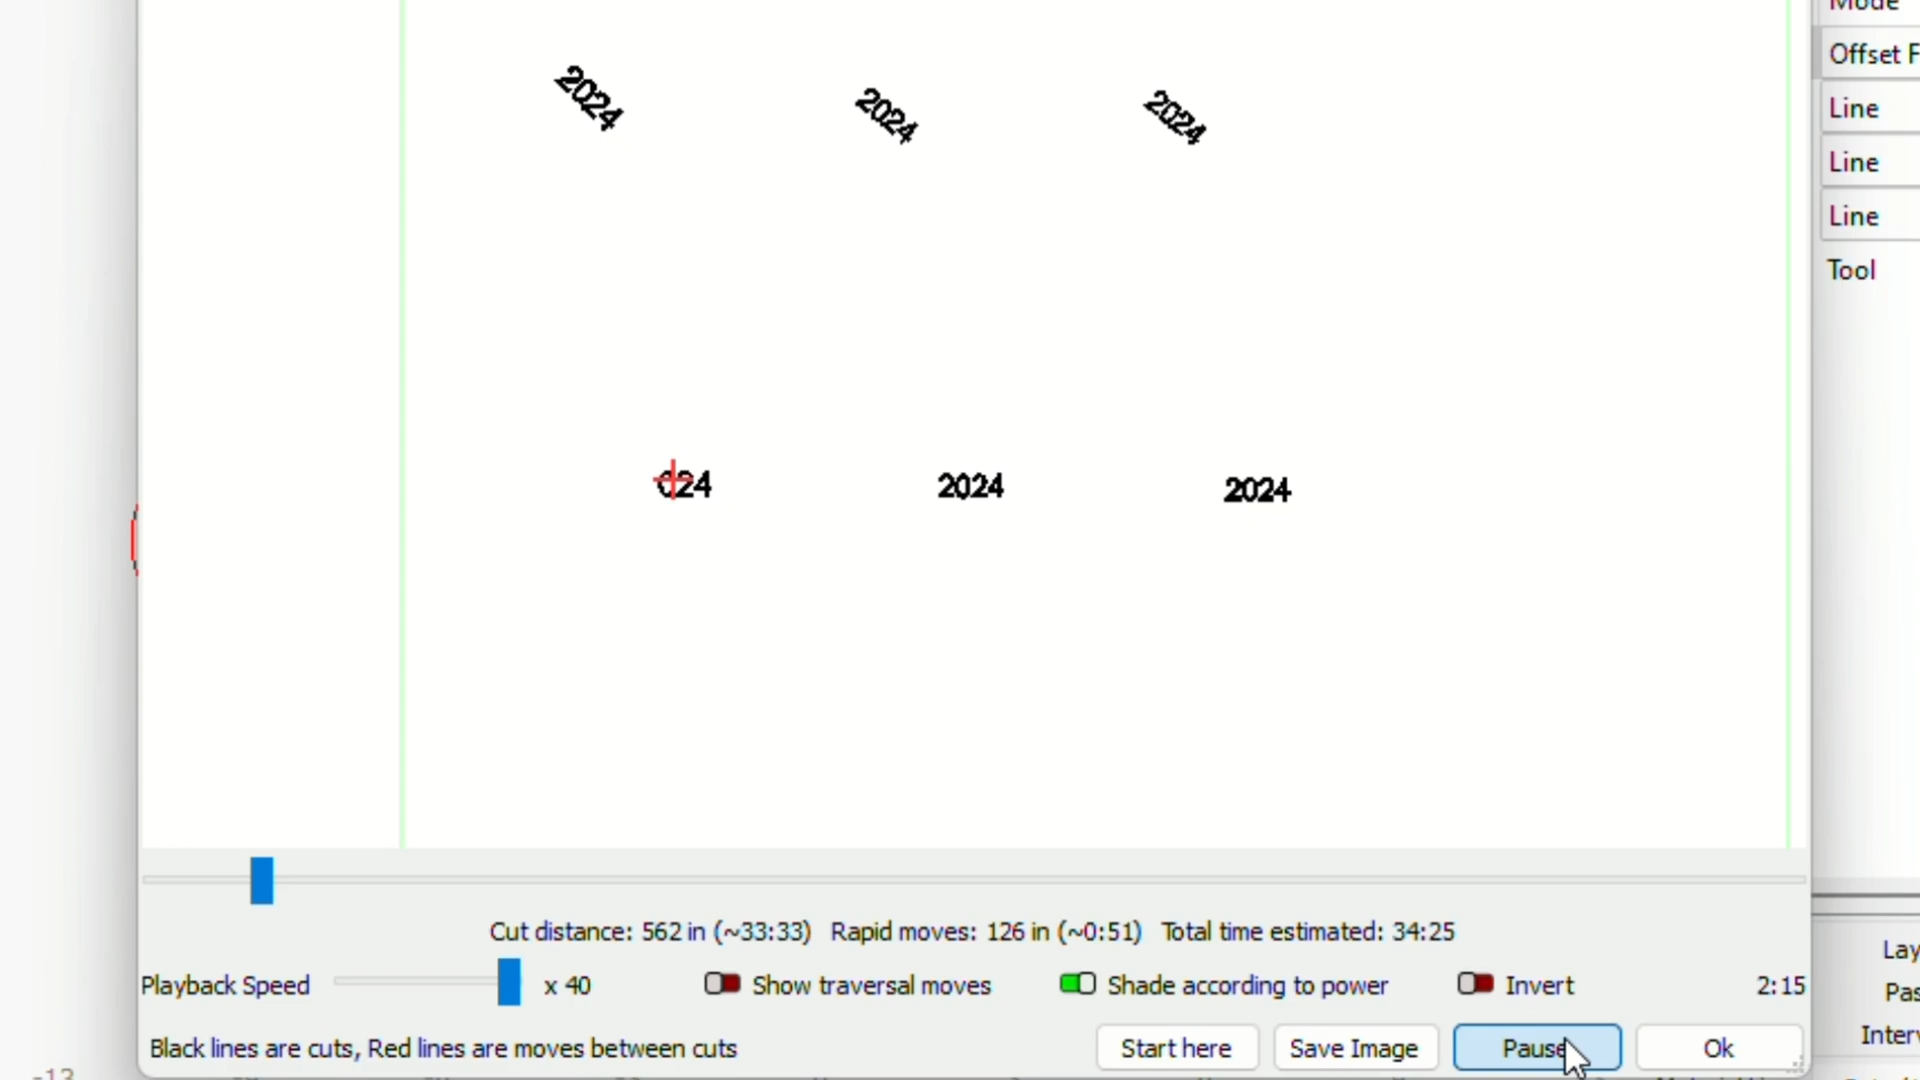 Mode
Offset F
Line
Line
Line
Tool
2024
2024
2024
024
2024
2024
Cut distance: 562 in (~33:33) Rapid moves: 126 in (~0:51) Total time estimated: 34:25
Playback Speed x 40 Show traversal moves Shade according to power Invert 2:15
Black lines are cuts, Red lines are moves between cuts
Start here Save Image Pause Ok
Lay
Pas
Interv
-13